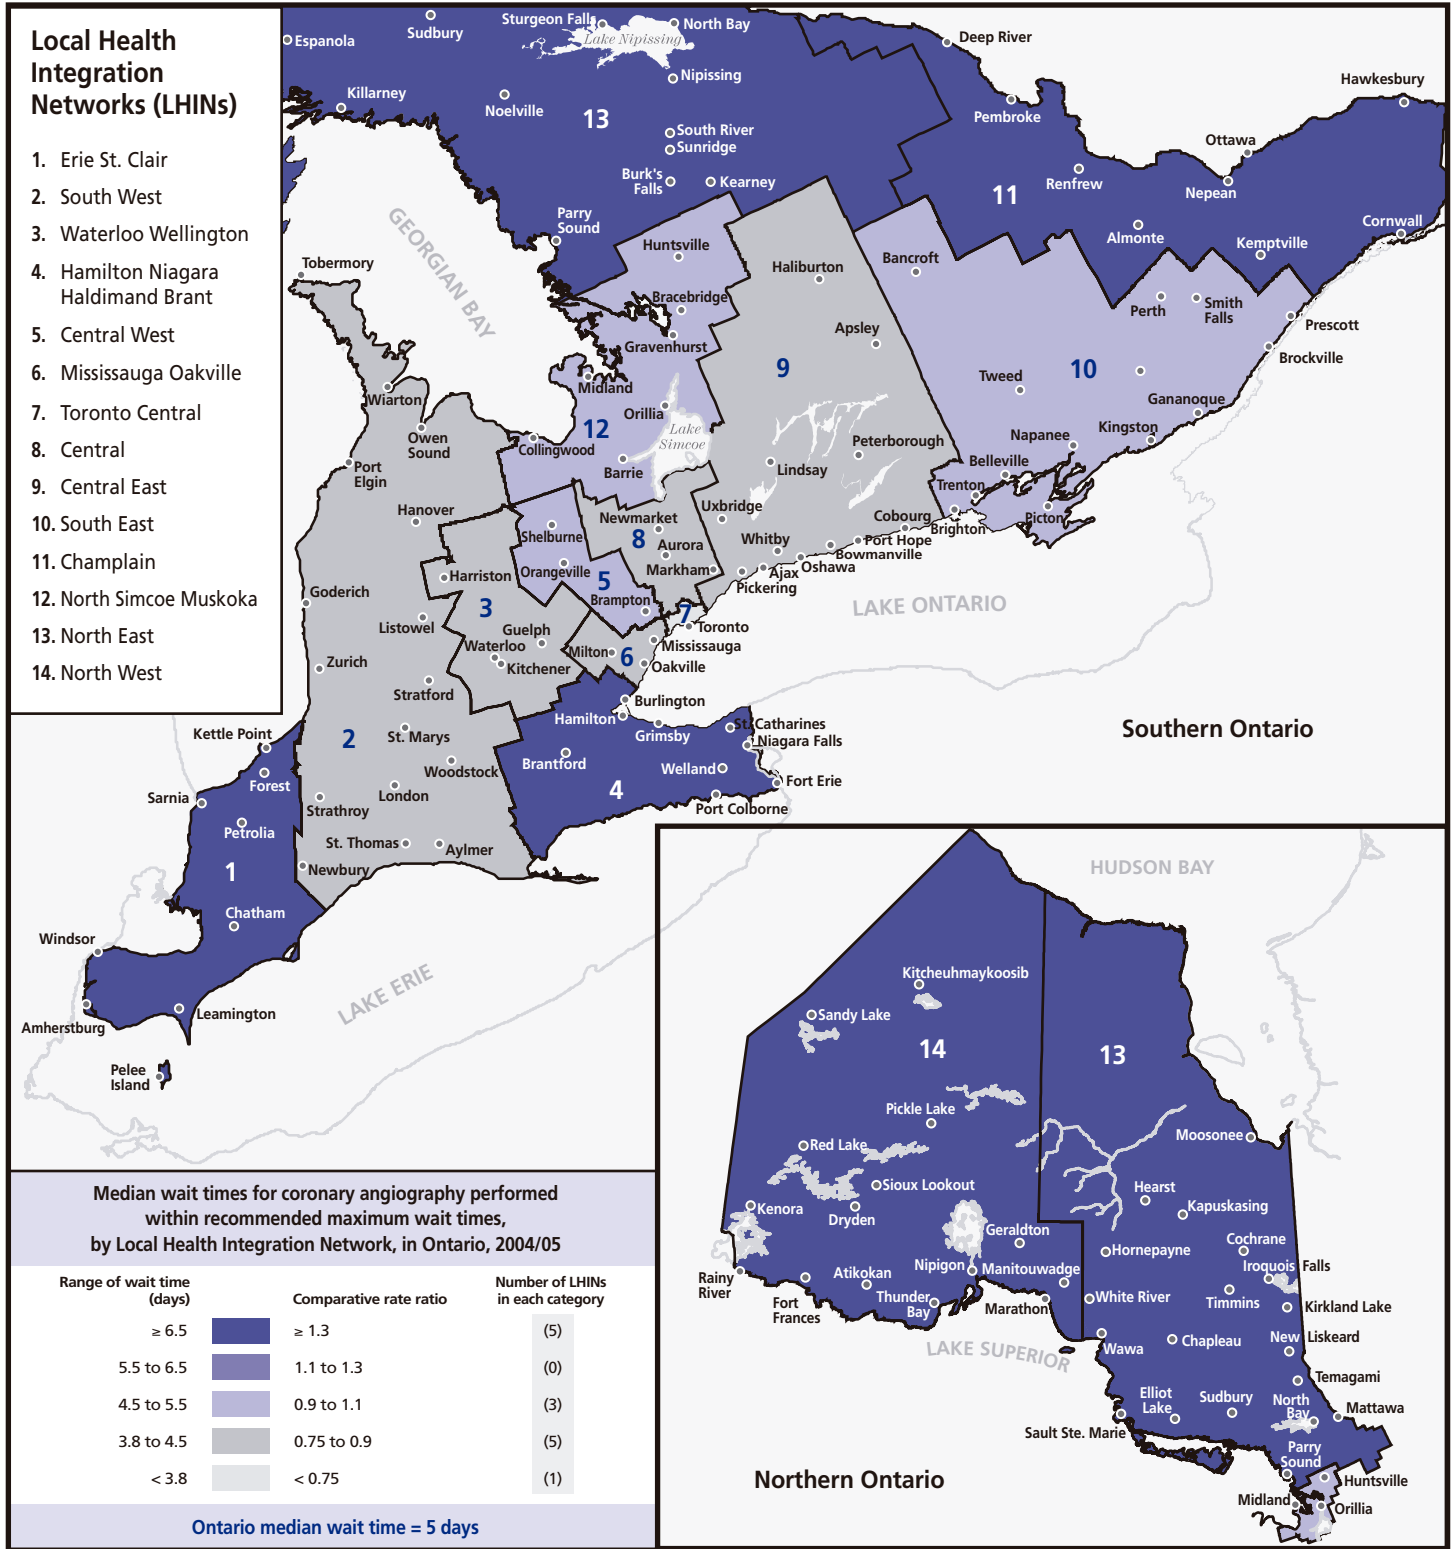 Local Health
Integration
Networks (LHINs)
1. Erie St. Clair
2. South West
3. Waterloo Wellington
4. Hamilton Niagara
Haldimand Brant
5. Central West
6. Mississauga Oakville
7. Toronto Central
8. Central
9. Central East
10. South East
11. Champlain
12. North Simcoe Muskoka
13. North East
14. North West
Espanola
Sudbury
Sturgeon Falls
North Bay
Lake Nipissing
Nipissing
Killarney
Noelville
13
South River
Sunridge
Burk's
Falls
Kearney
Parry
Sound
Deep River
Pembroke
Hawkesbury
Ottawa
Renfrew
Nepean
11
Almonte
Kemptville
Cornwall
GEORGIAN BAY
Tobermory
Huntsville
Bracebridge
Gravenhurst
Midland
Orillia
12
Lake
Simcoe
Collingwood
Barrie
Haliburton
Apsley
9
Peterborough
Lindsay
Uxbridge
Cobourg
Whitby
Port Hope
Bowmanville
Oshawa
Ajax
Pickering
Bancroft
Perth
Smith
Falls
Prescott
Brockville
Tweed
10
Gananoque
Kingston
Napanee
Belleville
Trenton
Brighton
Picton
Wiarton
Owen
Sound
Port
Elgin
Hanover
Shelburne
Newmarket
8
Aurora
Markham
Orangeville
5
Brampton
Harriston
3
Goderich
Listowel
Guelph
Waterloo
Kitchener
Milton
6
7
Toronto
Mississauga
Oakville
LAKE ONTARIO
Zurich
Stratford
Burlington
Hamilton
Grimsby
St. Catharines
Niagara Falls
Kettle Point
2
St. Marys
Woodstock
Brantford
Welland
4
Fort Erie
Port Colborne
Forest
Sarnia
London
Strathroy
Petrolia
St. Thomas
Aylmer
1
Newbury
Chatham
Windsor
Amherstburg
Leamington
LAKE ERIE
Pelee
Island
Southern Ontario
HUDSON BAY
Kitcheuhmaykoosib
Sandy Lake
14
13
Pickle Lake
Moosonee
Red Lake
Sioux Lookout
Hearst
Kapuskasing
Kenora
Dryden
Geraldton
Hornepayne
Cochrane
Iroquois Falls
Rainy
River
Atikokan
Nipigon
Manitouwadge
Fort
Frances
Thunder
Bay
Marathon
White River
Timmins
Kirkland Lake
LAKE SUPERIOR
Wawa
Chapleau
New Liskeard
Temagami
Elliot
Lake
Sudbury
North
Bay
Mattawa
Sault Ste. Marie
Parry
Sound
Huntsville
Midland
Orillia
Northern Ontario
Median wait times for coronary angiography performed
within recommended maximum wait times,
by Local Health Integration Network, in Ontario, 2004/05
Range of wait time
(days)
Comparative rate ratio
Number of LHINs
in each category
≥ 6.5 ≥ 1.3 (5)
5.5 to 6.5 1.1 to 1.3 (0)
4.5 to 5.5 0.9 to 1.1 (3)
3.8 to 4.5 0.75 to 0.9 (5)
< 3.8 < 0.75 (1)
Ontario median wait time = 5 days